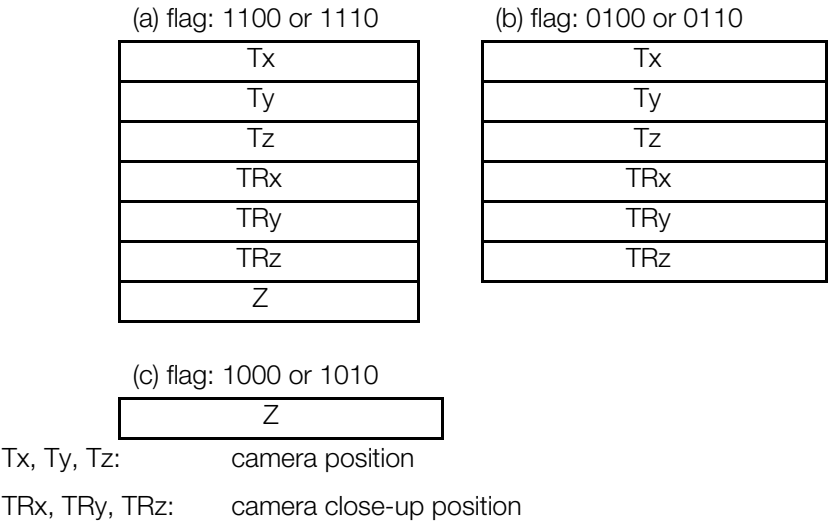 (a) flag: 1100 or 1110
Tx
Ty
Tz
TRx
TRy
TRz
Z
(b) flag: 0100 or 0110
Tx
Ty
Tz
TRx
TRy
TRz
(c) flag: 1000 or 1010
Z
Tx, Ty, Tz: camera position
TRx, TRy, TRz: camera close-up position